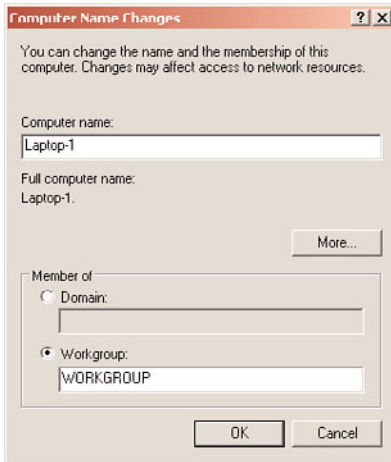 Computer Name Changes
You can change the name and the membership of this
computer. Changes may affect access to network resources.
Computer name:
Laptop-1
Full computer name:
Laptop-1.
More...
Member of
Domain:
Workgroup:
WORKGROUP
OK
Cancel